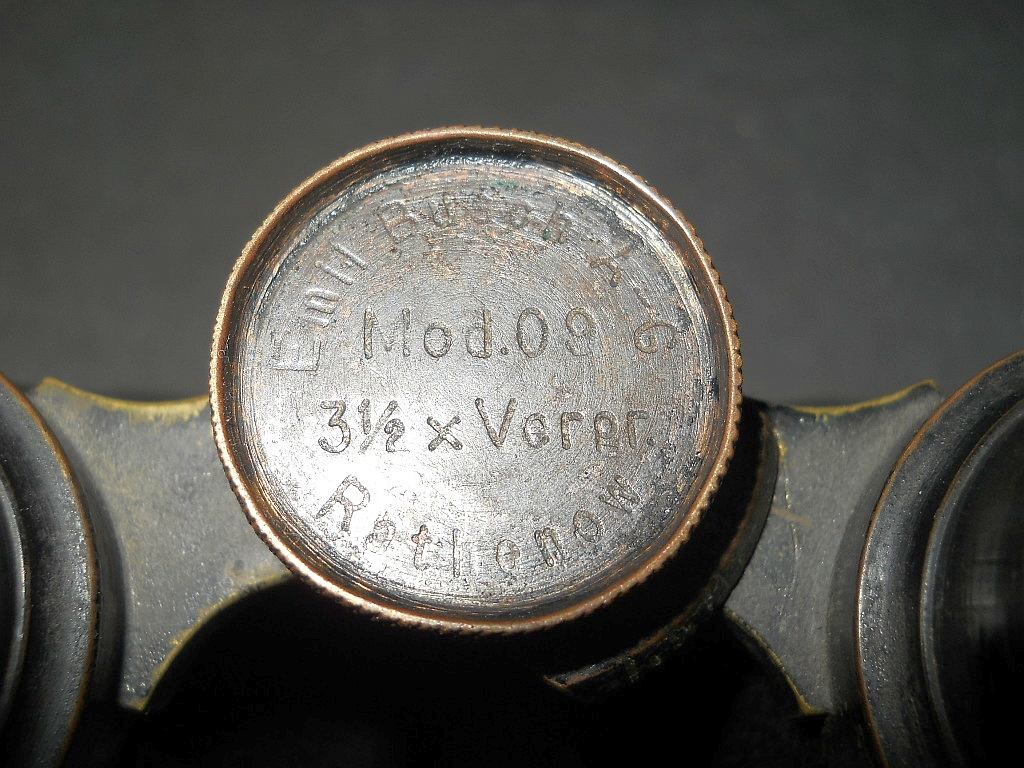 Emil Busch A-G
Mod. 09
3½ x Vergr.
Rathenow